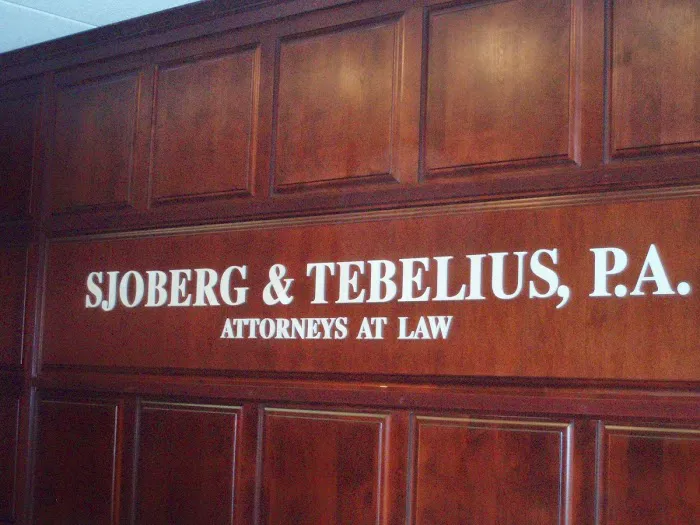 SJOBERG & TEBELIUS, P.A.
ATTORNEYS AT LAW